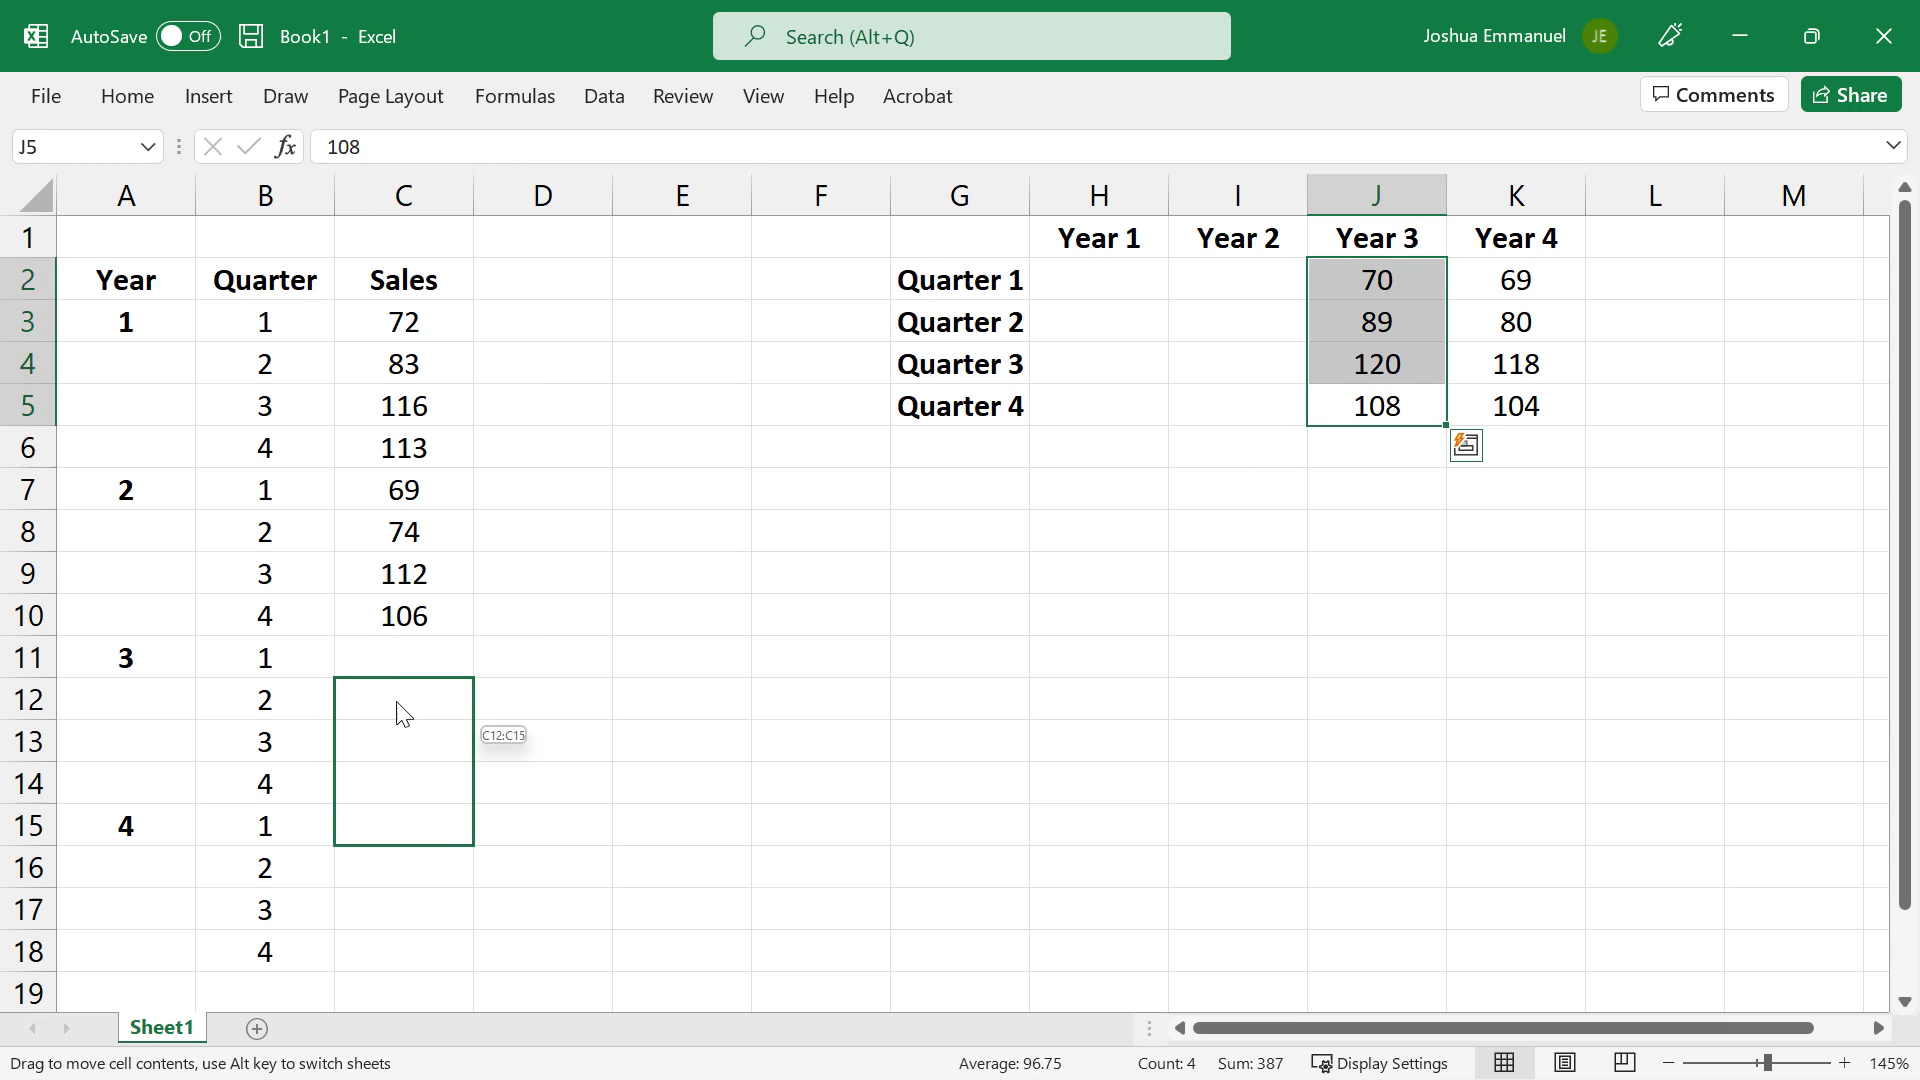 AutoSave Off Book1 - Excel Search (Alt+Q) Joshua Emmanuel JE
File Home Insert Draw Page Layout Formulas Data Review View Help Acrobat Comments Share
J5 fx 108
A B C D E F G H I J K L M
1 Year 1 Year 2 Year 3 Year 4
2 Year Quarter Sales Quarter 1 70 69
3 1 1 72 Quarter 2 89 80
4 2 83 Quarter 3 120 118
5 3 116 Quarter 4 108 104
6 4 113
7 2 1 69
8 2 74
9 3 112
10 4 106
11 3 1
12 2
13 3 C12:C15
14 4
15 4 1
16 2
17 3
18 4
19
Sheet1
Drag to move cell contents, use Alt key to switch sheets Average: 96.75 Count: 4 Sum: 387 Display Settings 145%